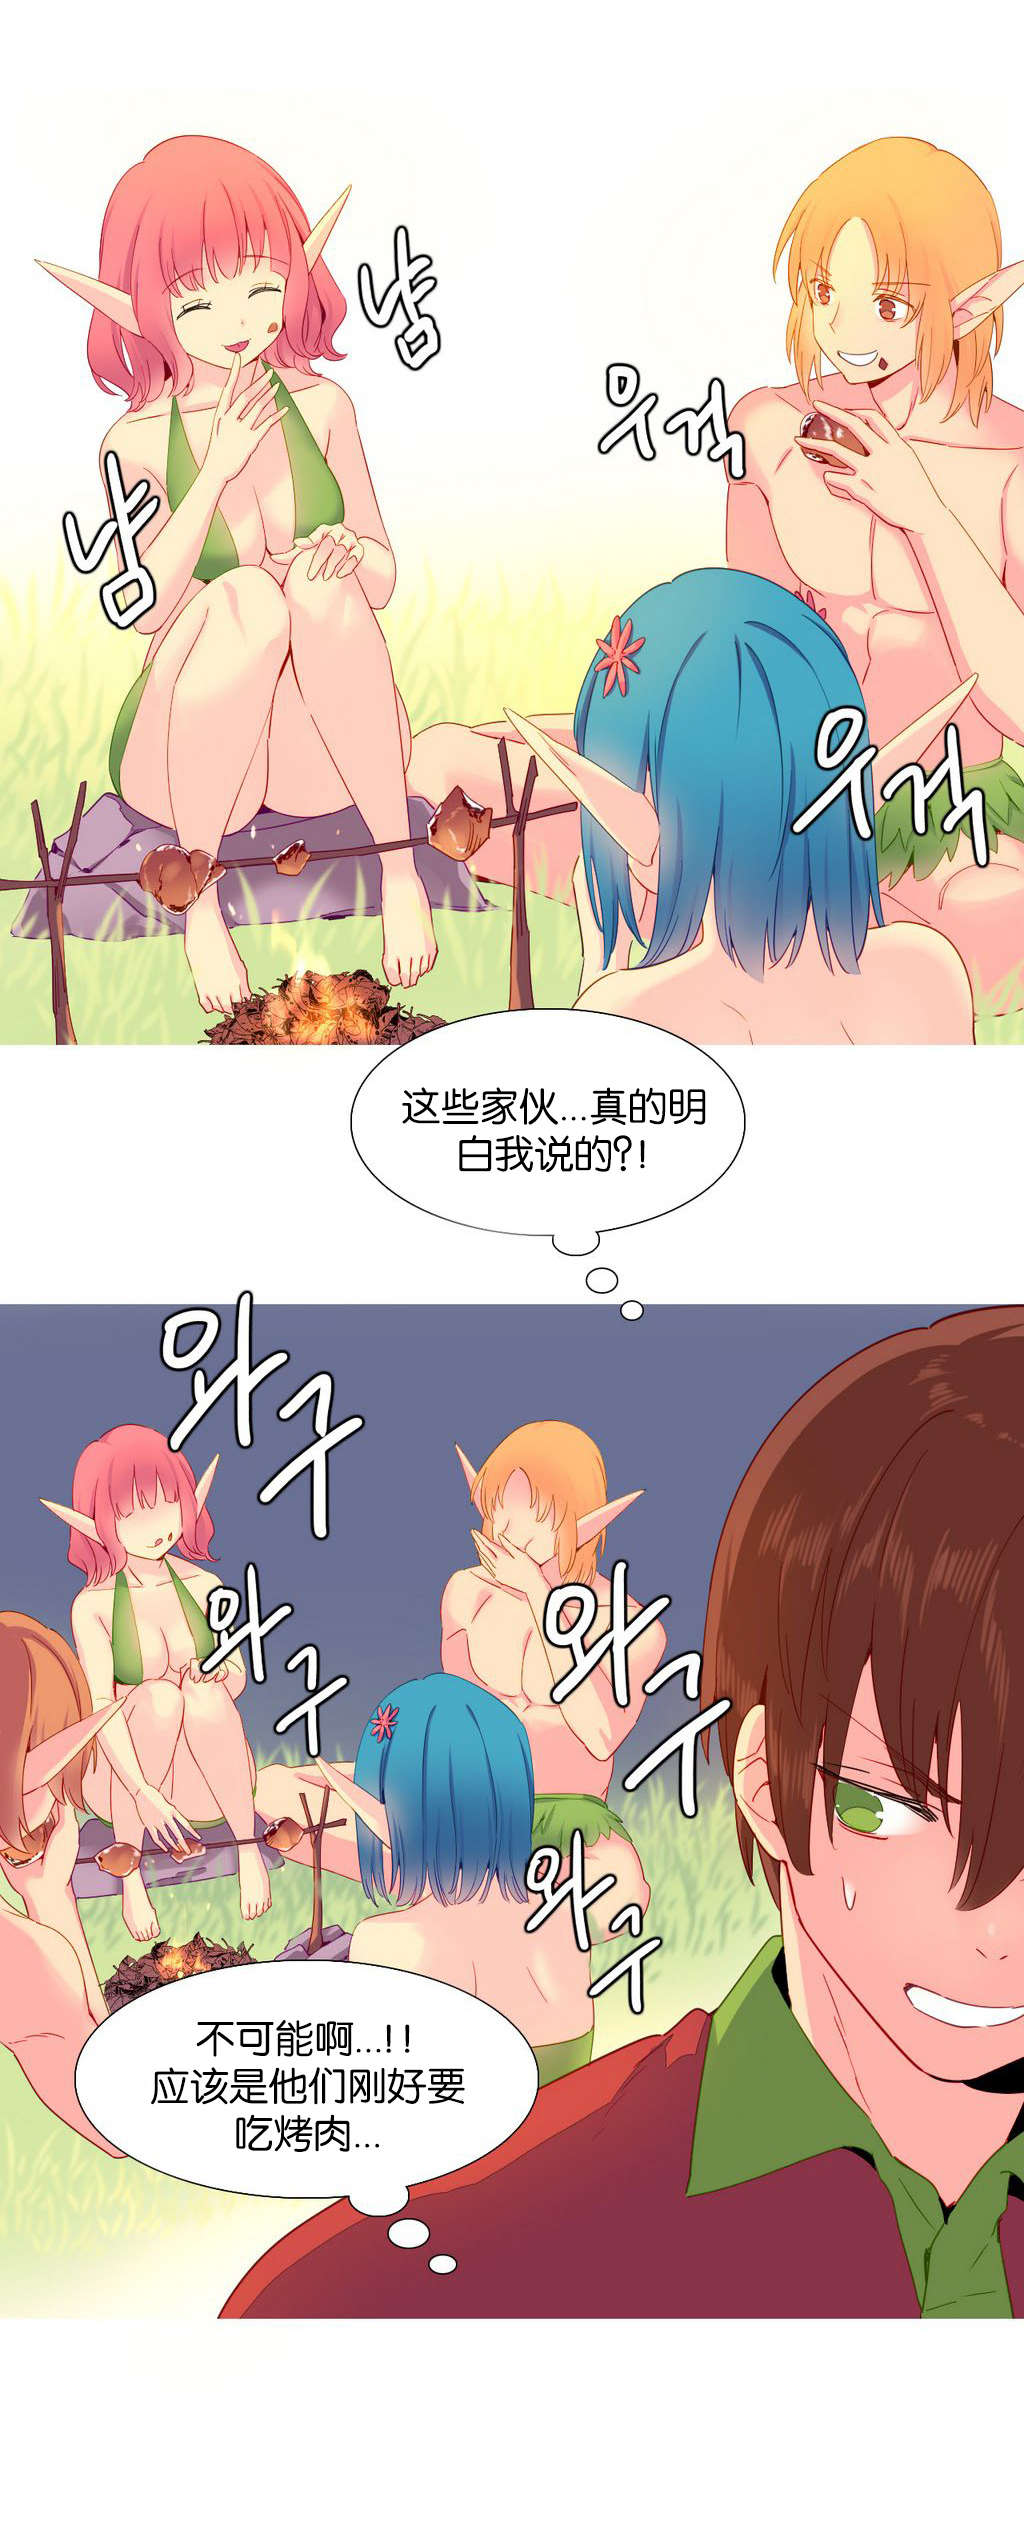 냠
냠
우걱
우걱
这些家伙...真的明
白我说的?!
와구
와구
와구
와구
不可能啊...!!
应该是他们刚好要
吃烤肉...